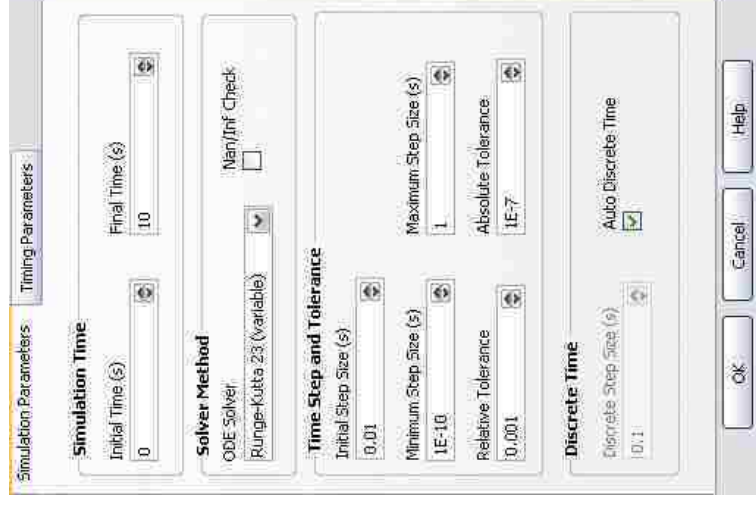 Simulation Parameters Timing Parameters
Simulation Time
Initial Time (s) Final Time (s)
0 10
Solver Method
ODE Solver Nan/Inf Check
Runge-Kutta 23 (variable)
Time Step and Tolerance
Initial Step Size (s)
0.01
Minimum Step Size (s) Maximum Step Size (s)
1E-10 1
Relative Tolerance Absolute Tolerance
0.001 1E-7
Discrete Time
Discrete Step Size (s) Auto Discrete Time
0.1
OK Cancel Help